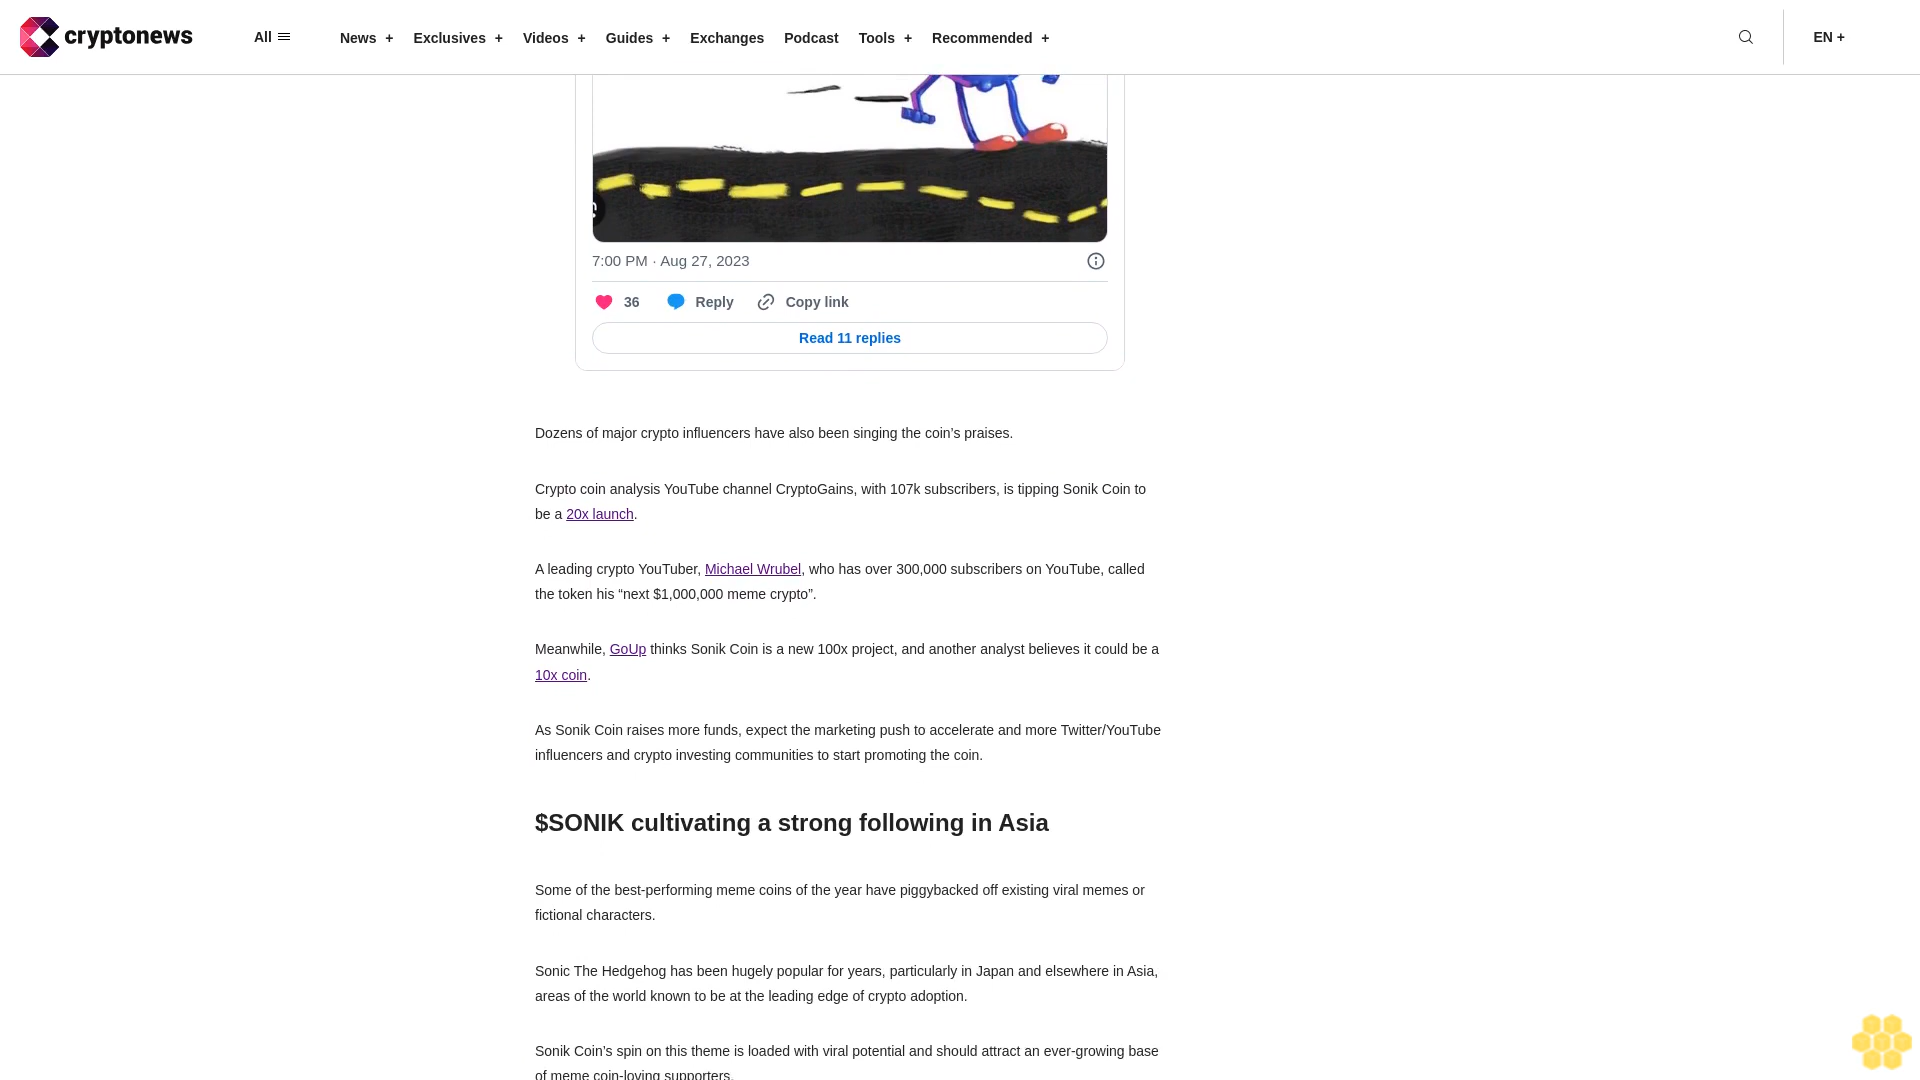 cryptonews All News + Exclusives + Videos + Guides + Exchanges Podcast Tools + Recommended + EN +
7:00 PM · Aug 27, 2023
36 Reply Copy link
Read 11 replies
Dozens of major crypto influencers have also been singing the coin’s praises.
Crypto coin analysis YouTube channel CryptoGains, with 107k subscribers, is tipping Sonik Coin to
be a 20x launch.
A leading crypto YouTuber, Michael Wrubel, who has over 300,000 subscribers on YouTube, called
the token his “next $1,000,000 meme crypto”.
Meanwhile, GoUp thinks Sonik Coin is a new 100x project, and another analyst believes it could be a
10x coin.
As Sonik Coin raises more funds, expect the marketing push to accelerate and more Twitter/YouTube
influencers and crypto investing communities to start promoting the coin.
$SONIK cultivating a strong following in Asia
Some of the best-performing meme coins of the year have piggybacked off existing viral memes or
fictional characters.
Sonic The Hedgehog has been hugely popular for years, particularly in Japan and elsewhere in Asia,
areas of the world known to be at the leading edge of crypto adoption.
Sonik Coin’s spin on this theme is loaded with viral potential and should attract an ever-growing base
of meme coin-loving supporters.